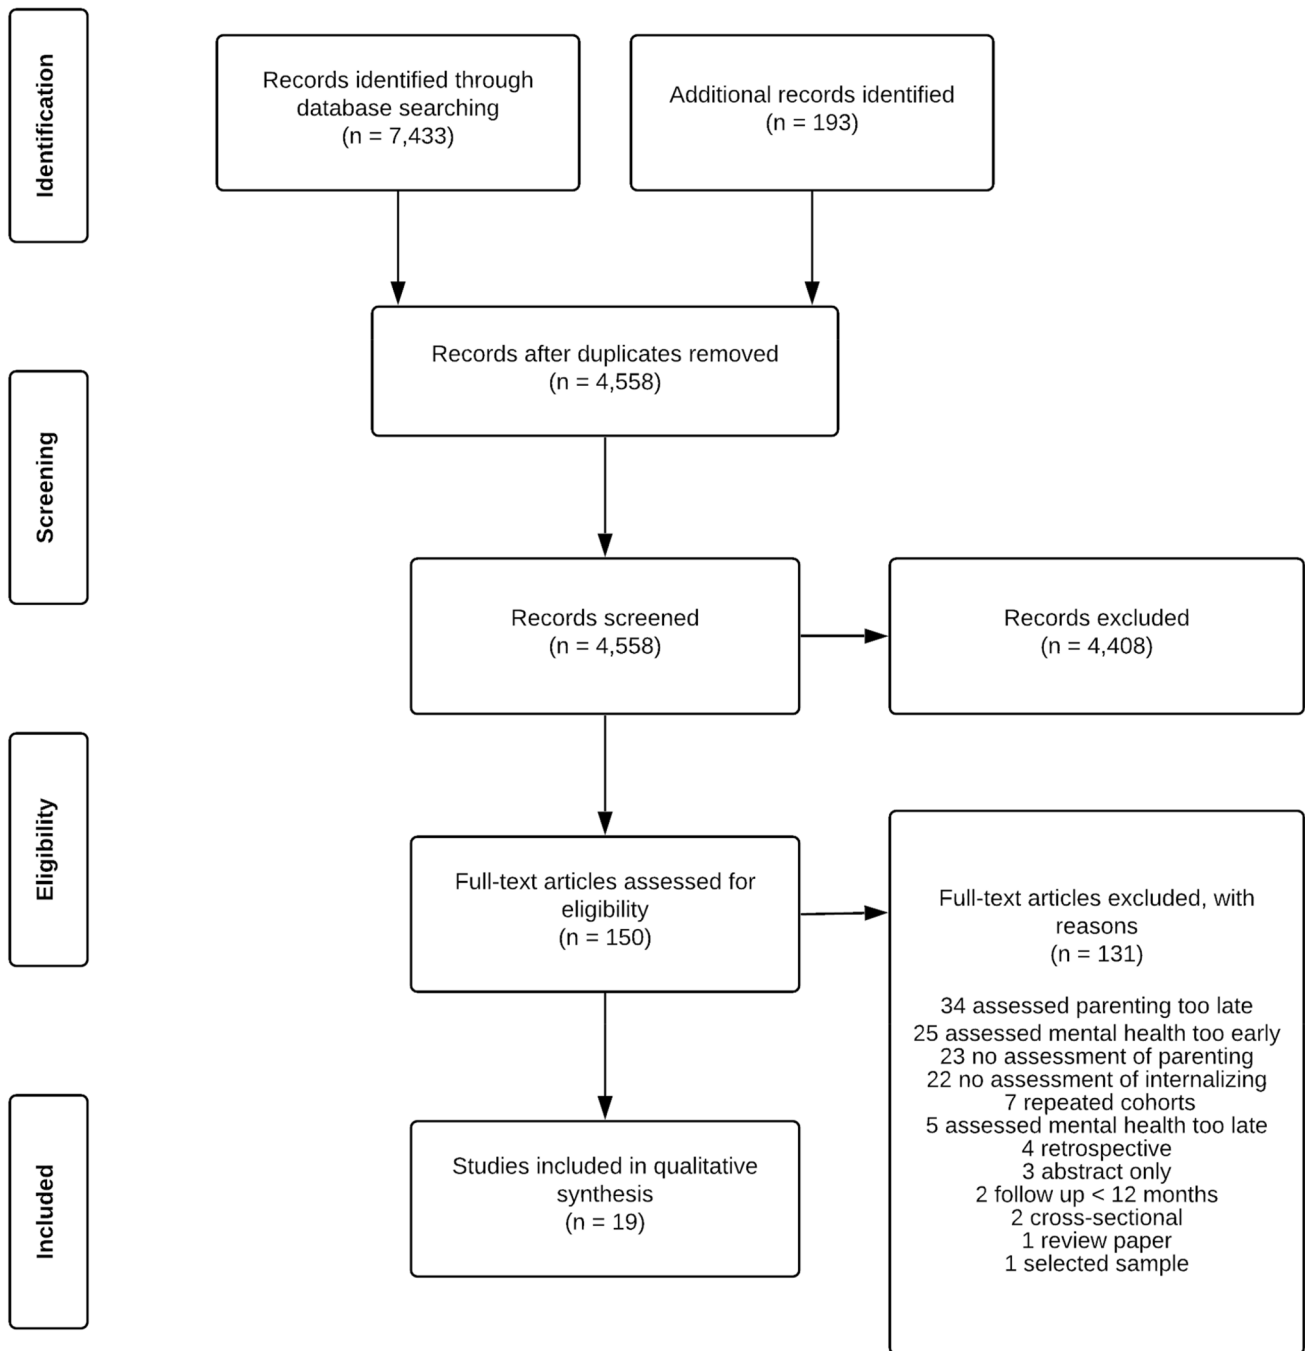 Identification
Records identified through
database searching
(n = 7,433)
Additional records identified
(n = 193)
Records after duplicates removed
(n = 4,558)
Screening
Records screened
(n = 4,558)
Records excluded
(n = 4,408)
Eligibility
Full-text articles assessed for
eligibility
(n = 150)
Full-text articles excluded, with
reasons
(n = 131)
34 assessed parenting too late
25 assessed mental health too early
23 no assessment of parenting
22 no assessment of internalizing
7 repeated cohorts
5 assessed mental health too late
4 retrospective
3 abstract only
2 follow up < 12 months
2 cross-sectional
1 review paper
1 selected sample
Included
Studies included in qualitative
synthesis
(n = 19)